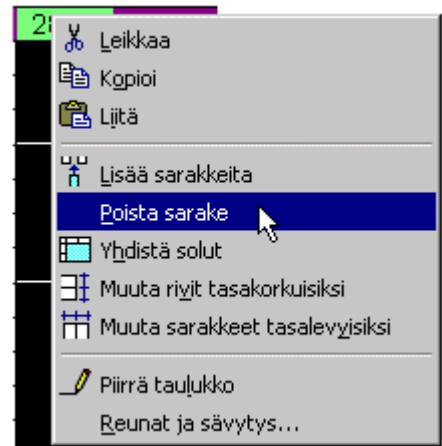 Leikkaa
Kopioi
Liitä
Lisää sarakkeita
Poista sarake
Yhdistä solut
Muuta rivit tasakorkuisiksi
Muuta sarakkeet tasalevyisiksi
Piirrä taulukko
Reunat ja sävytys...